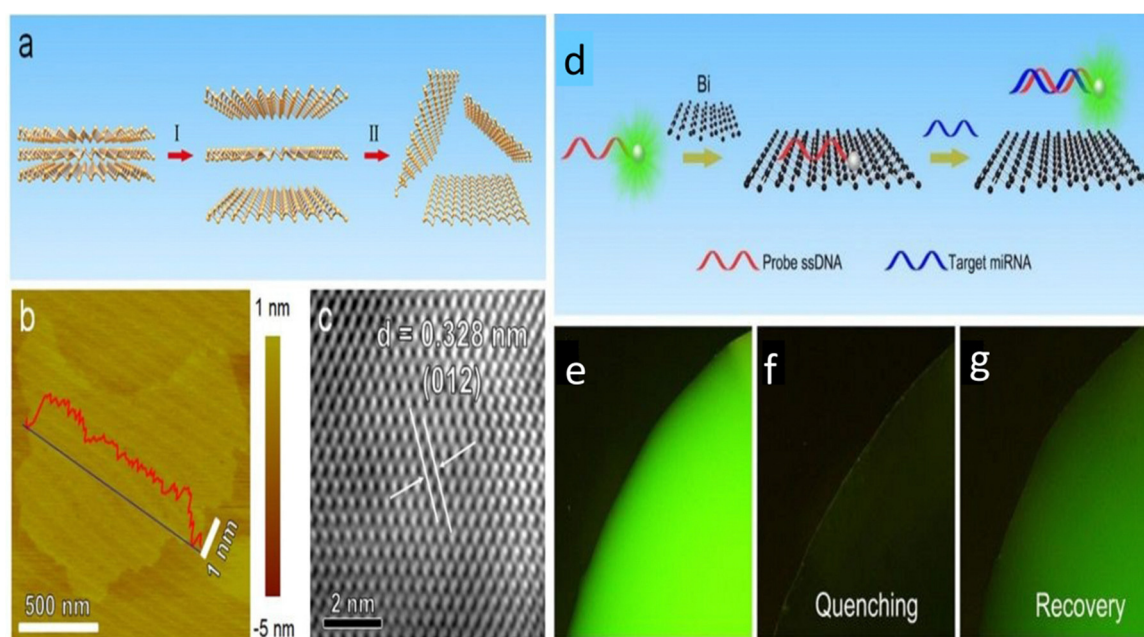 a
I
II
b
1 nm
-5 nm
1 nm
500 nm
c
d = 0.328 nm
(012)
2 nm
d
Bi
Probe ssDNA
Target miRNA
e
f
Quenching
g
Recovery